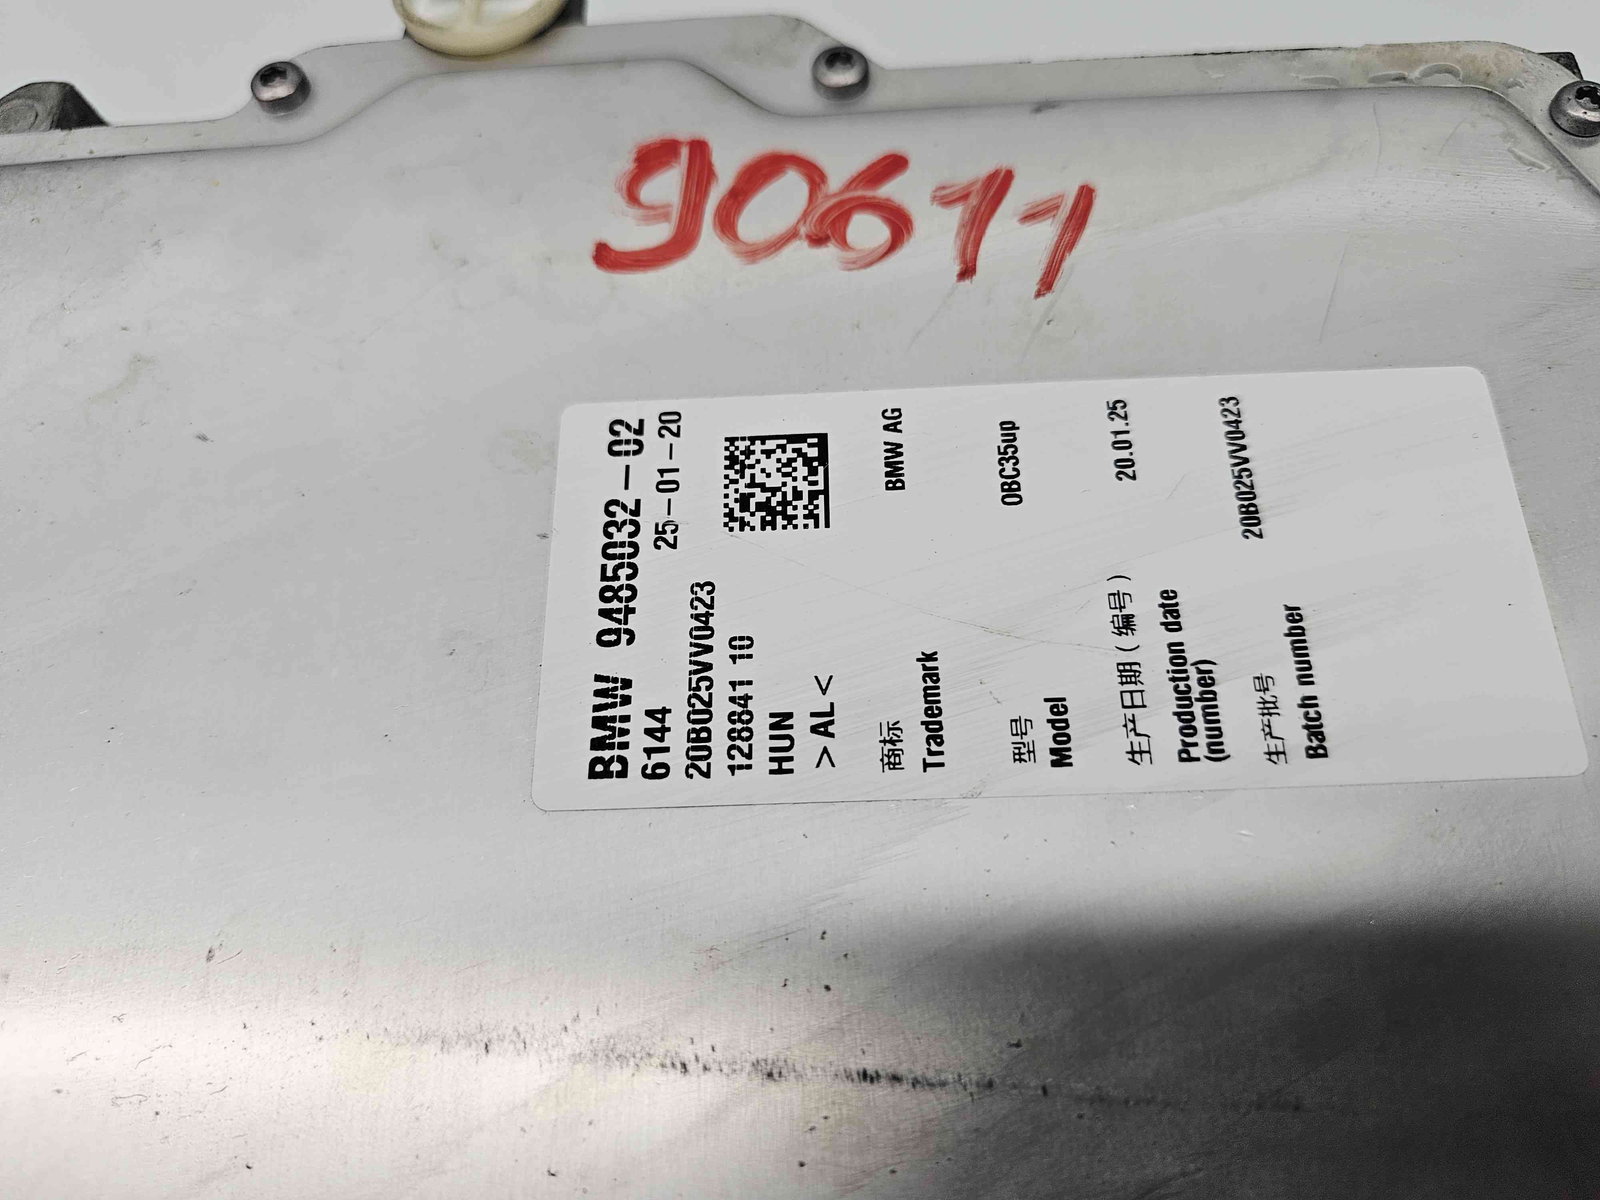 90611
BMW 9485032-02
6144 25-01-20
20B025VV0423
128841 10
HUN
>AL<
商标 BMW AG
Trademark
型号 OBC35up
Model
生产日期(编号) 20.01.25
Production date
(number)
生产批号 20B025VV0423
Batch number